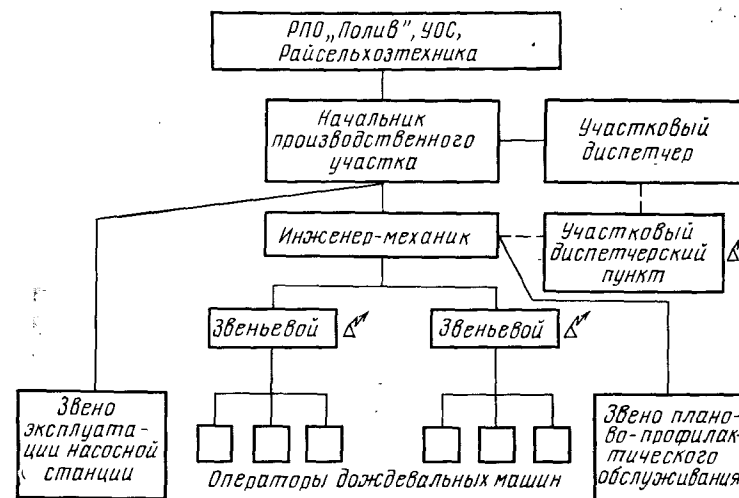 РПО „Полив", УОС,
Райсельхозтехника
Начальник
производственного
участка
Участковый
диспетчер
Инженер-механик
Участковый
диспетчерский
пункт
Звеньевой
Звеньевой
Звено
эксплуата-
ции насосной
станции
Операторы дождевальных машин
Звено плано-
во-профилак-
тического
обслуживания